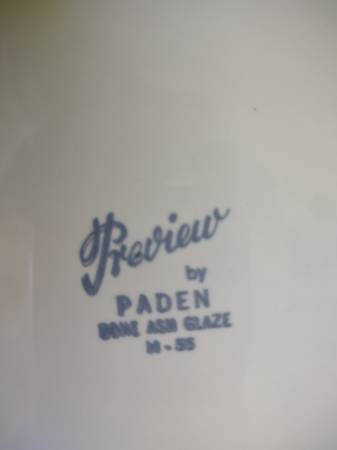 Preview
by
PADEN
BONE ASH GLAZE
M-55